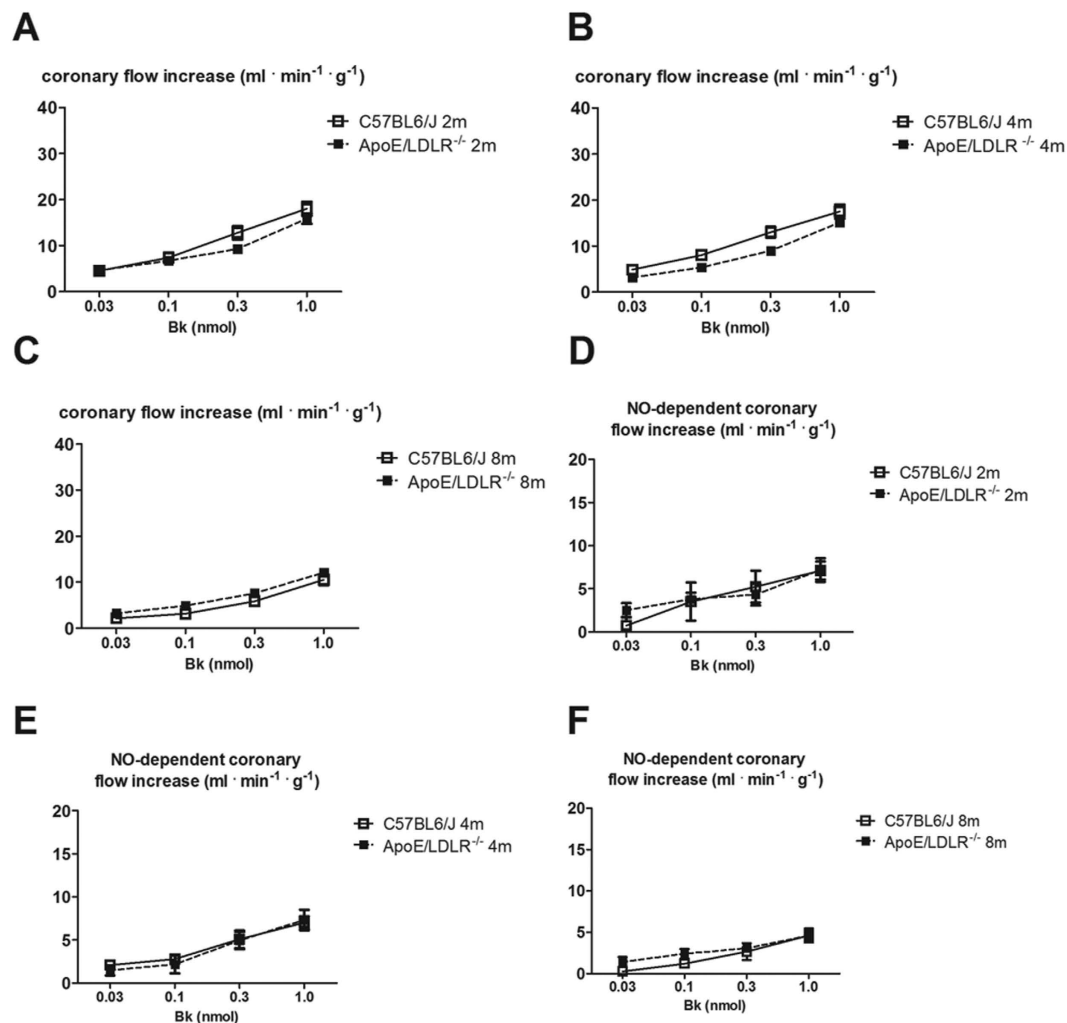 A
coronary flow increase (ml · min⁻¹ · g⁻¹)
40
30
20
10
0
0.03 0.1 0.3 1.0
Bk (nmol)
C57BL6/J 2m
ApoE/LDLR⁻/⁻ 2m
B
coronary flow increase (ml · min⁻¹ · g⁻¹)
40
30
20
10
0
0.03 0.1 0.3 1.0
Bk (nmol)
C57BL6/J 4m
ApoE/LDLR ⁻/⁻ 4m
C
coronary flow increase (ml · min⁻¹ · g⁻¹)
40
30
20
10
0
0.03 0.1 0.3 1.0
Bk (nmol)
C57BL6/J 8m
ApoE/LDLR⁻/⁻ 8m
D
NO-dependent coronary
flow increase (ml · min⁻¹ · g⁻¹)
20
15
10
5
0
0.03 0.1 0.3 1.0
Bk (nmol)
C57BL6/J 2m
ApoE/LDLR⁻/⁻ 2m
E
NO-dependent coronary
flow increase (ml · min⁻¹ · g⁻¹)
20
15
10
5
0
0.03 0.1 0.3 1.0
Bk (nmol)
C57BL6/J 4m
ApoE/LDLR⁻/⁻ 4m
F
NO-dependent coronary
flow increase (ml · min⁻¹ · g⁻¹)
20
15
10
5
0
0.03 0.1 0.3 1.0
Bk (nmol)
C57BL6/J 8m
ApoE/LDLR⁻/⁻ 8m